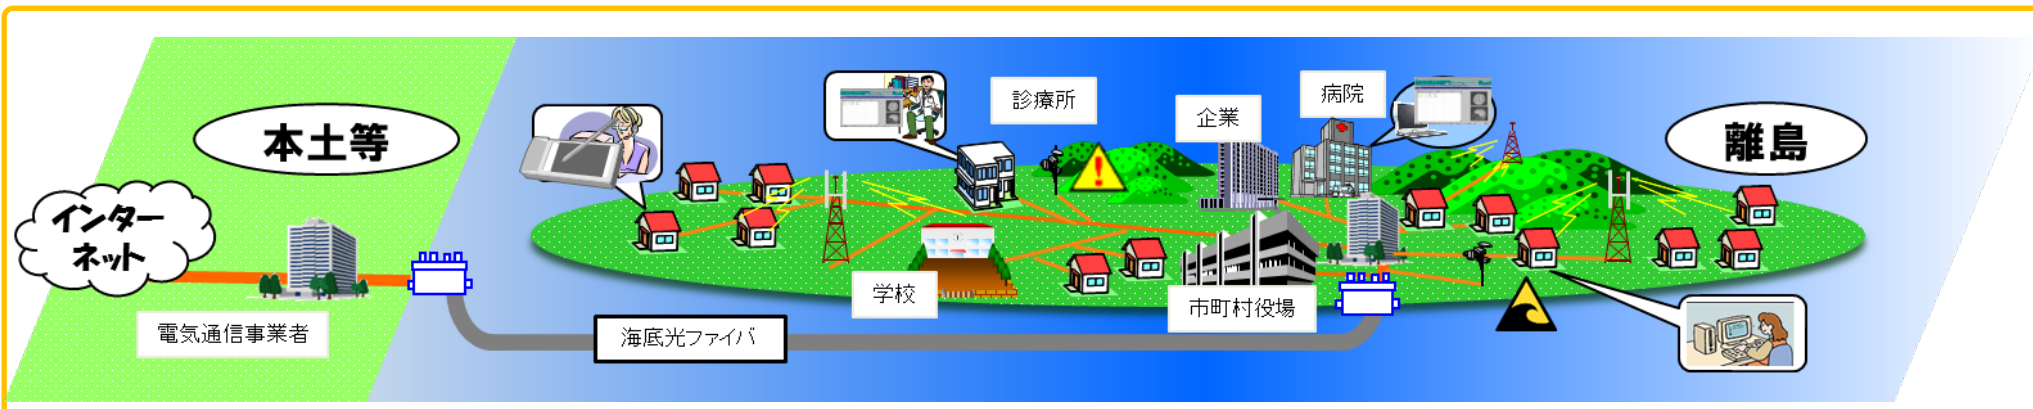 本土等
インター
ネット
電気通信事業者
海底光ファイバ
診療所
企業
病院
離島
学校
市町村役場